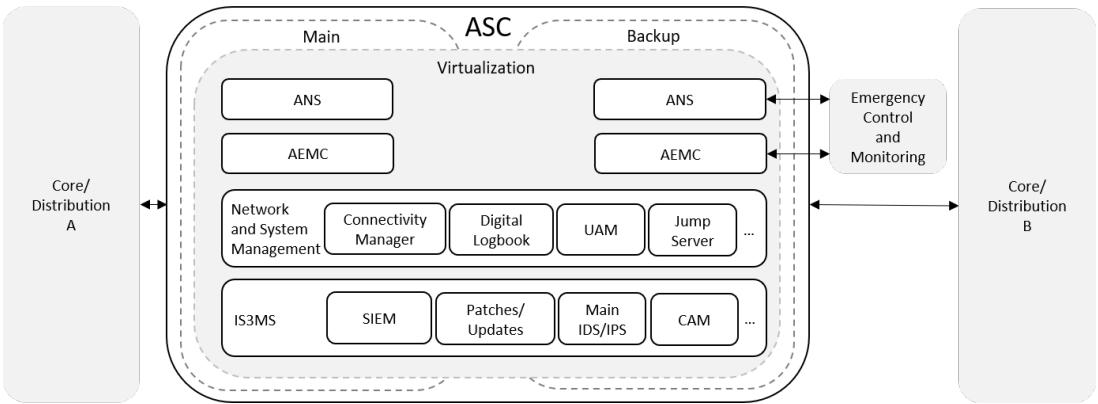 ASC
Main
Backup
Virtualization
ANS
ANS
AEMC
AEMC
Emergency
Control
and
Monitoring
Core/
Distribution
A
Core/
Distribution
B
Network
and System
Management
Connectivity
Manager
Digital
Logbook
UAM
Jump
Server
...
IS3MS
SIEM
Patches/
Updates
Main
IDS/IPS
CAM
...